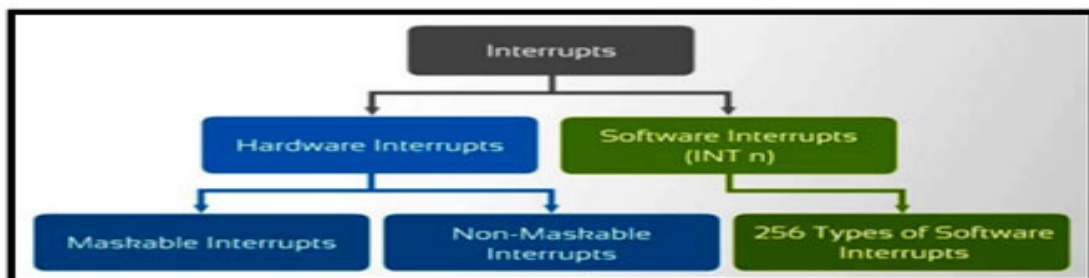 Interrupts
Hardware Interrupts
Software Interrupts
(INT n)
Maskable Interrupts
Non-Maskable
Interrupts
256 Types of Software
Interrupts